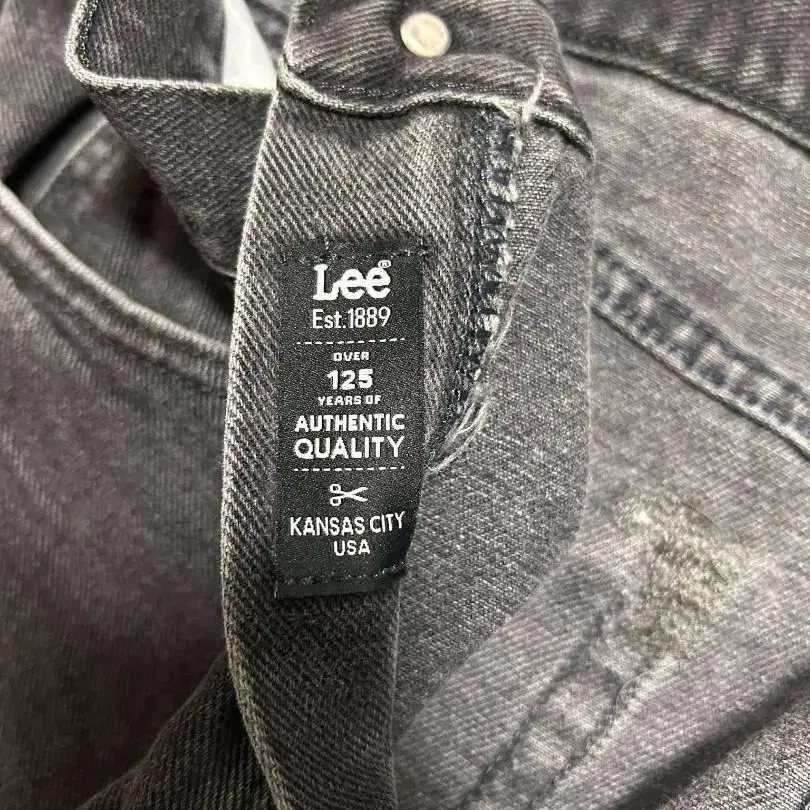 Lee®
Est.1889
OVER
125
YEARS OF
AUTHENTIC
QUALITY
KANSAS CITY
USA